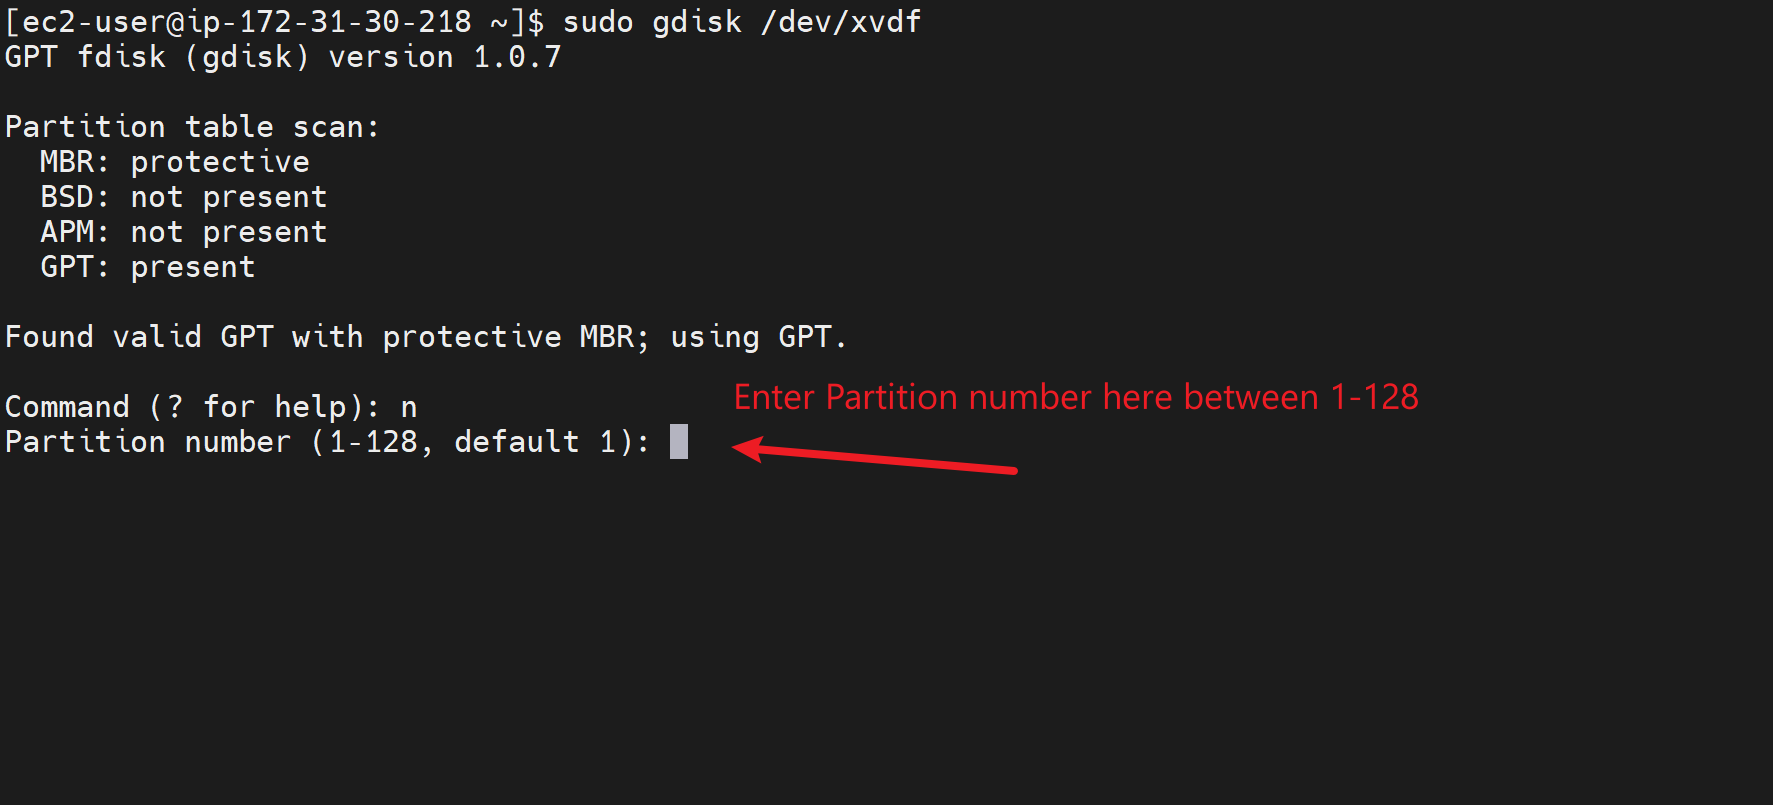 [ec2-user@ip-172-31-30-218 ~]$ sudo gdisk /dev/xvdf
GPT fdisk (gdisk) version 1.0.7
Partition table scan:
  MBR: protective
  BSD: not present
  APM: not present
  GPT: present
Found valid GPT with protective MBR; using GPT.
Command (? for help): n
Enter Partition number here between 1-128
Partition number (1-128, default 1):